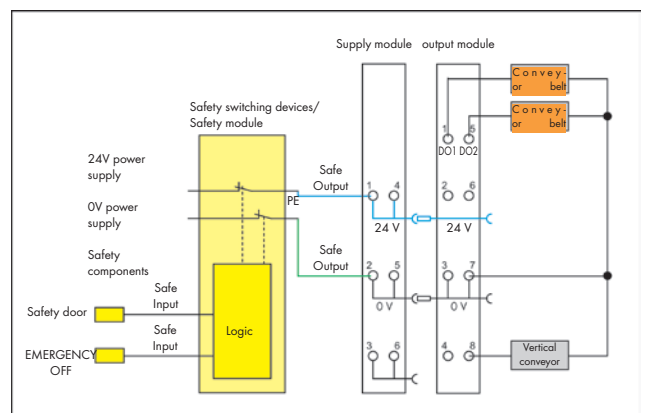 Supply module output module
Convey-
or belt
Convey-
or belt
Safety switching devices/
Safety module
1 5
DO1 DO2
24V power
supply
Safe
Output
PE
1 4
2 6
24 V
24 V
0V power
supply
Safe
Output
Safety
components
2 5
3 7
0 V
0 V
Safe
Input
Safety door
Logic
Safe
Input
EMERGENCY
OFF
3 6
4 8
Vertical
conveyor